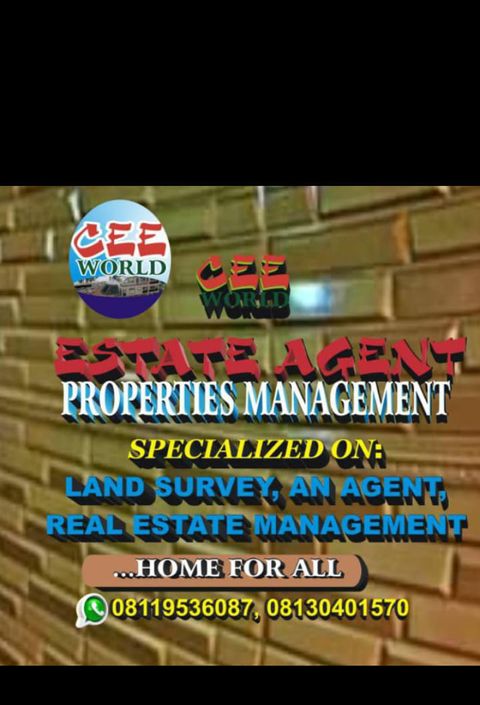 CEE
WORLD
CEE
WORLD
ESTATE AGENT
PROPERTIES MANAGEMENT
SPECIALIZED ON:
LAND SURVEY, AN AGENT,
REAL ESTATE MANAGEMENT
...HOME FOR ALL
08119536087, 08130401570